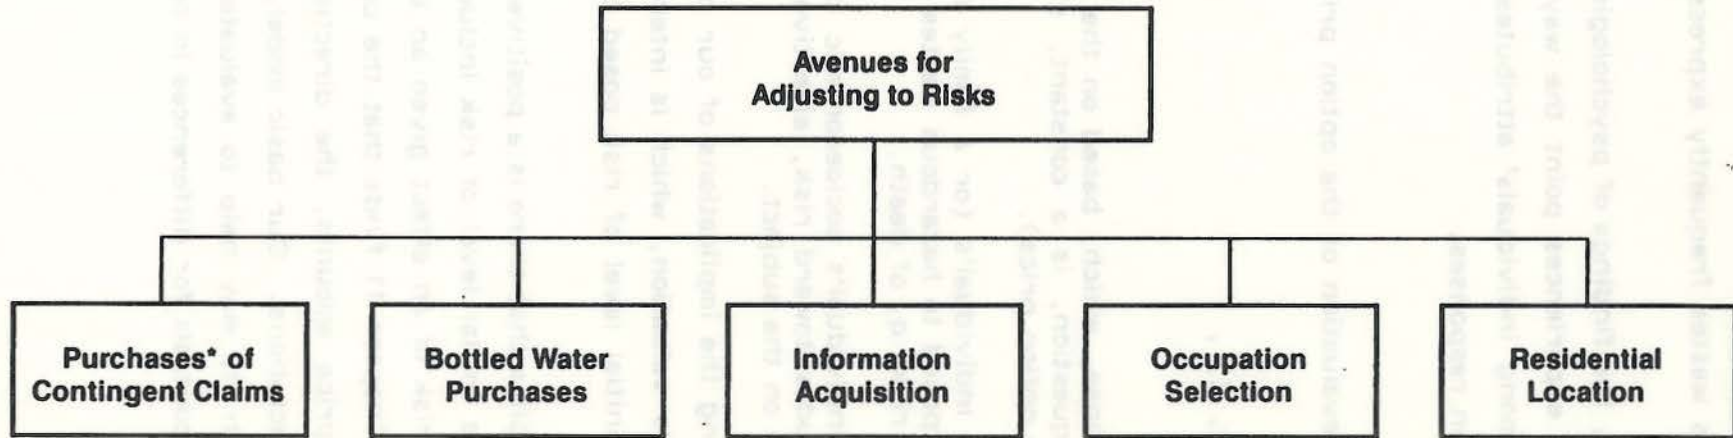 Avenues for
Adjusting to Risks
Purchases* of
Contingent Claims
Bottled Water
Purchases
Information
Acquisition
Occupation
Selection
Residential
Location